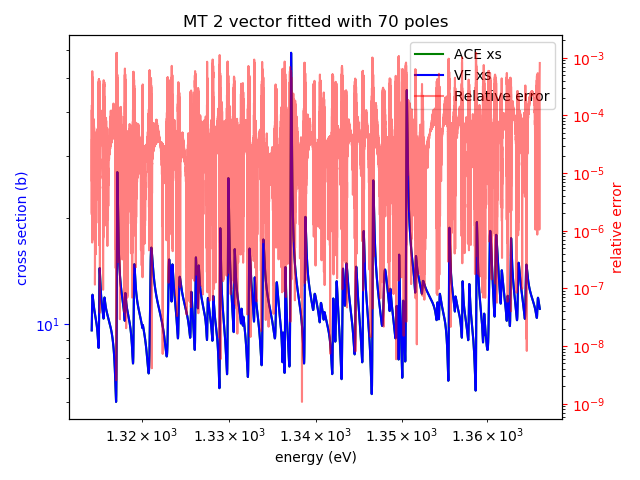 MT 2 vector fitted with 70 poles
ACE xs
VF xs
Relative error
cross section (b)
10¹
10⁻³
10⁻⁴
10⁻⁵
10⁻⁶
10⁻⁷
10⁻⁸
10⁻⁹
relative error
1.32 × 10³ 1.33 × 10³ 1.34 × 10³ 1.35 × 10³ 1.36 × 10³
energy (eV)